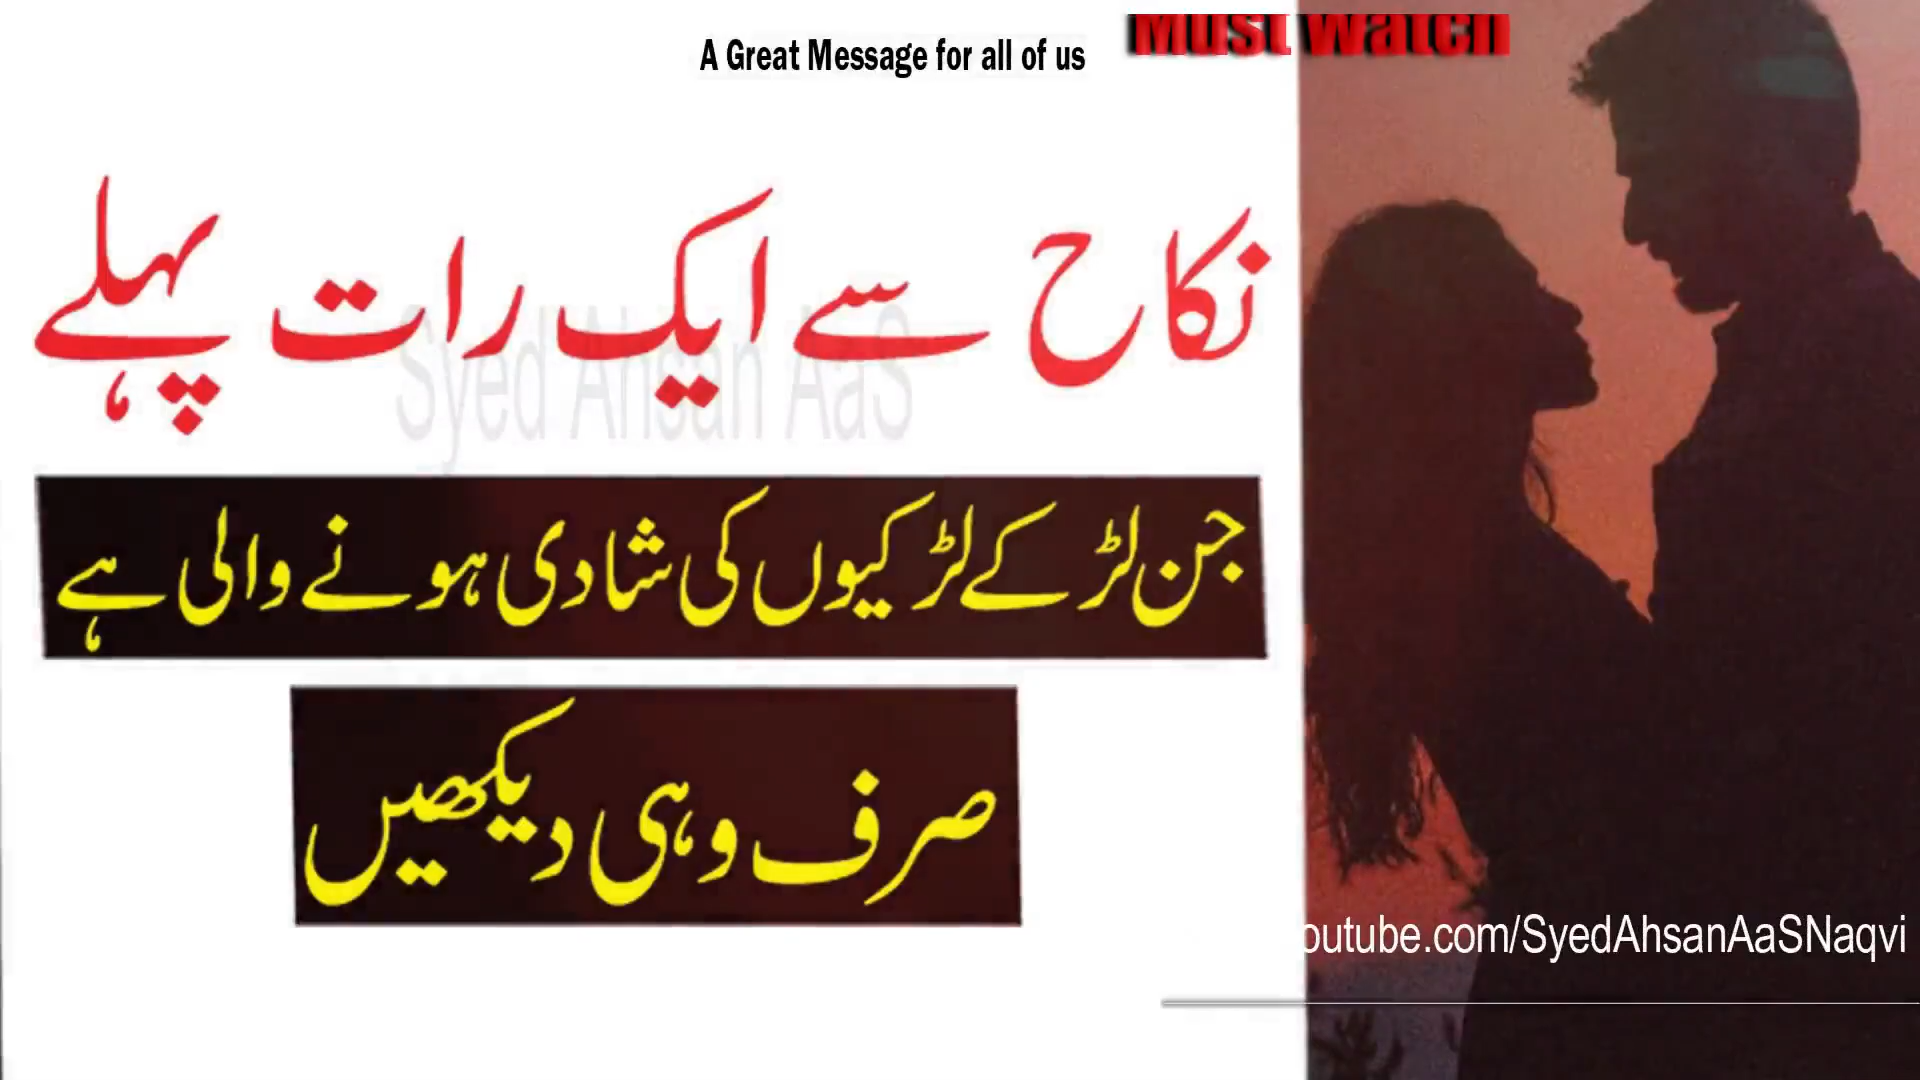 A Great Message for all of us
Must Watch
نکاح سے ایک رات پہلے
Syed Ahsan AaS
جن لڑکے لڑکیوں کی شادی ہونے والی ہے
صرف وہی دیکھیں
outube.com/SyedAhsanAaSNaqvi